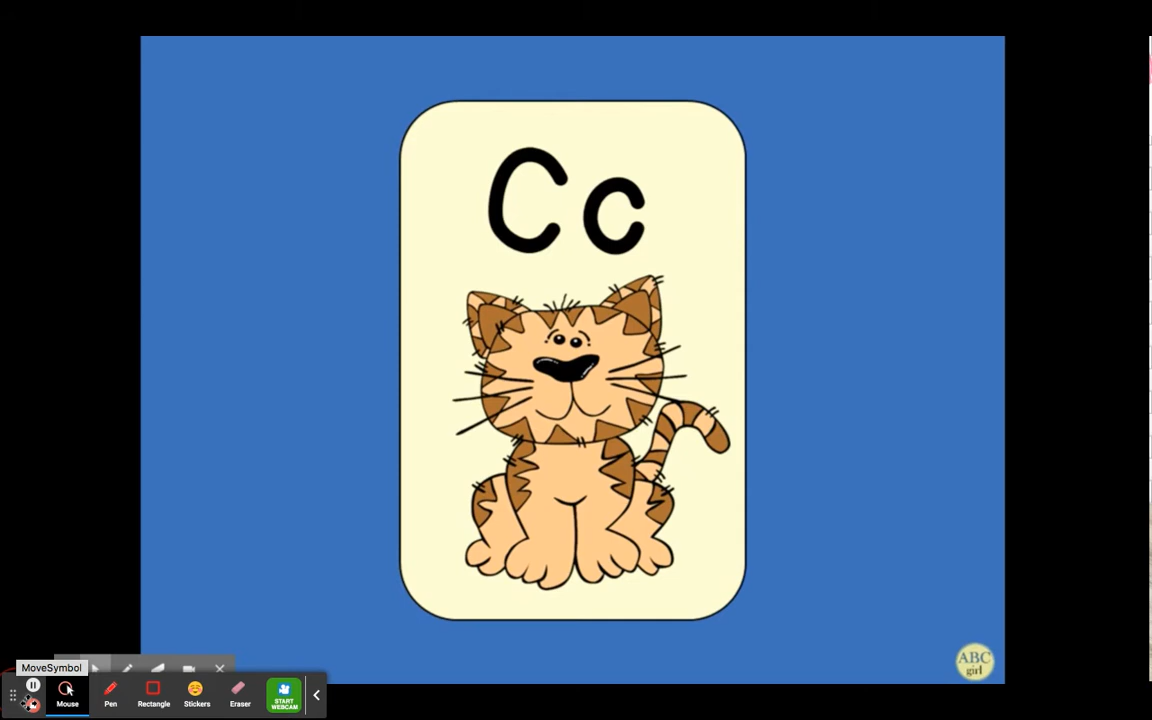 Cc
ABC
girl
MoveSymbol
Mouse
Pen
Rectangle
Stickers
Eraser
START
WEBCAM